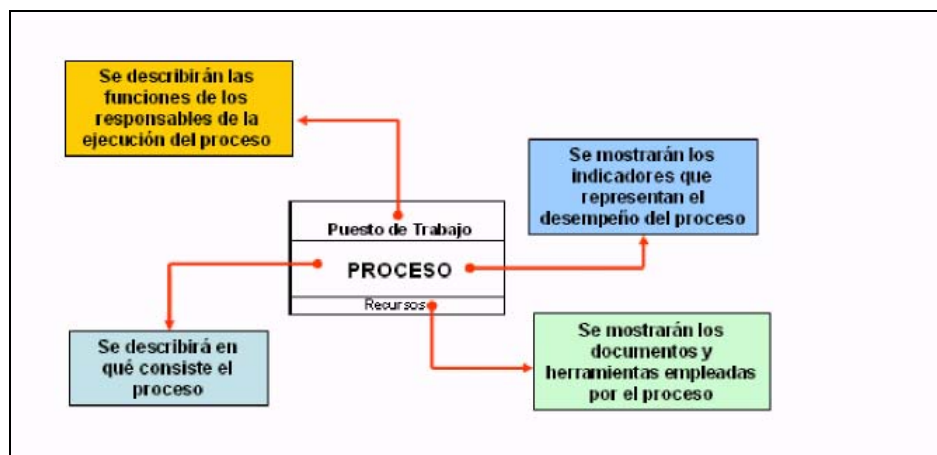 Se describirán las
funciones de los
responsables de la
ejecución del proceso
Se mostrarán los
indicadores que
representan el
desempeño del proceso
Puesto de Trabajo
PROCESO
Recursos
Se describirá en
qué consiste el
proceso
Se mostrarán los
documentos y
herramientas empleadas
por el proceso